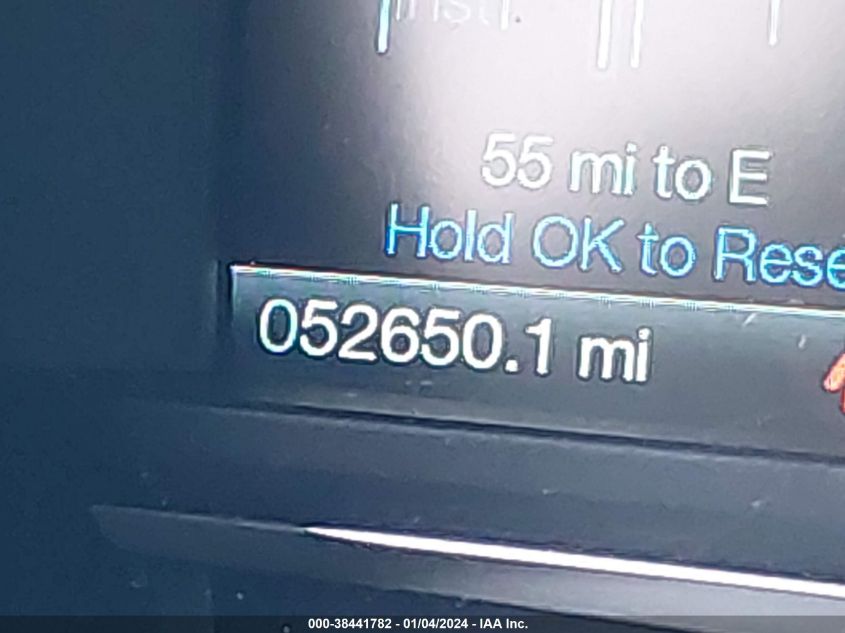 55 mi to E
Hold OK to Rese
052650.1 mi
000-38441782 - 01/04/2024 - IAA Inc.